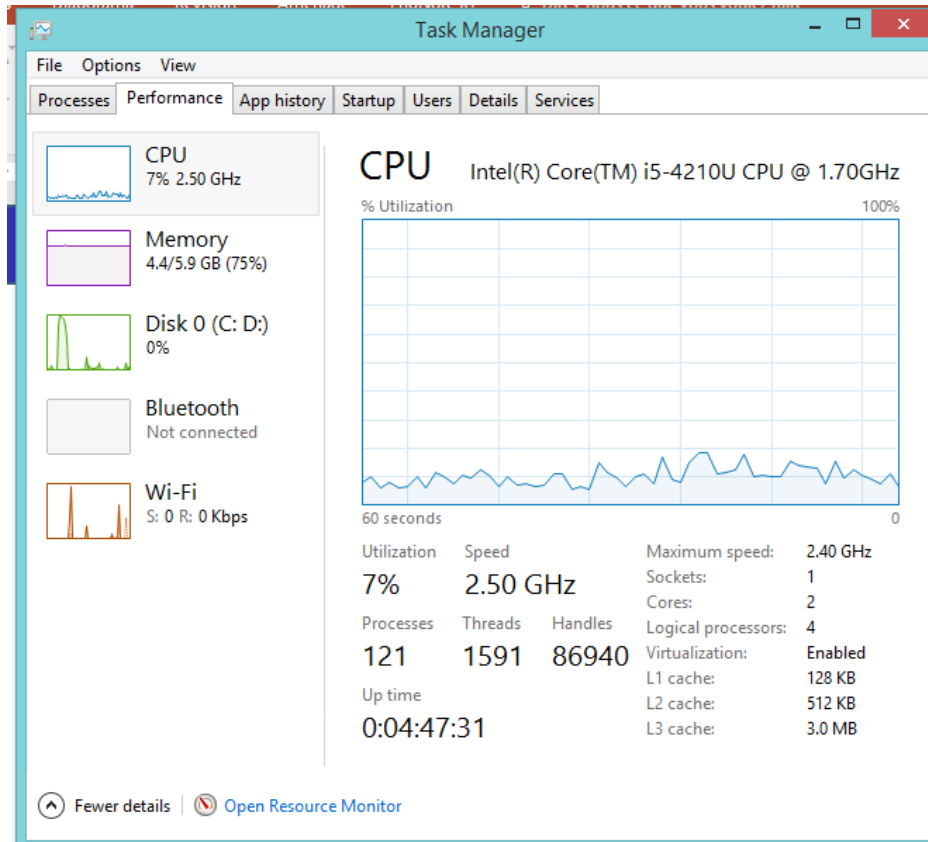 Task Manager
File Options View
Processes Performance App history Startup Users Details Services
CPU
7% 2.50 GHz
Memory
4.4/5.9 GB (75%)
Disk 0 (C: D:)
0%
Bluetooth
Not connected
Wi-Fi
S: 0 R: 0 Kbps
CPU Intel(R) Core(TM) i5-4210U CPU @ 1.70GHz
% Utilization 100%
60 seconds 0
Utilization Speed
7% 2.50 GHz
Processes Threads Handles
121 1591 86940
Up time
0:04:47:31
Maximum speed: 2.40 GHz
Sockets: 1
Cores: 2
Logical processors: 4
Virtualization: Enabled
L1 cache: 128 KB
L2 cache: 512 KB
L3 cache: 3.0 MB
Fewer details Open Resource Monitor